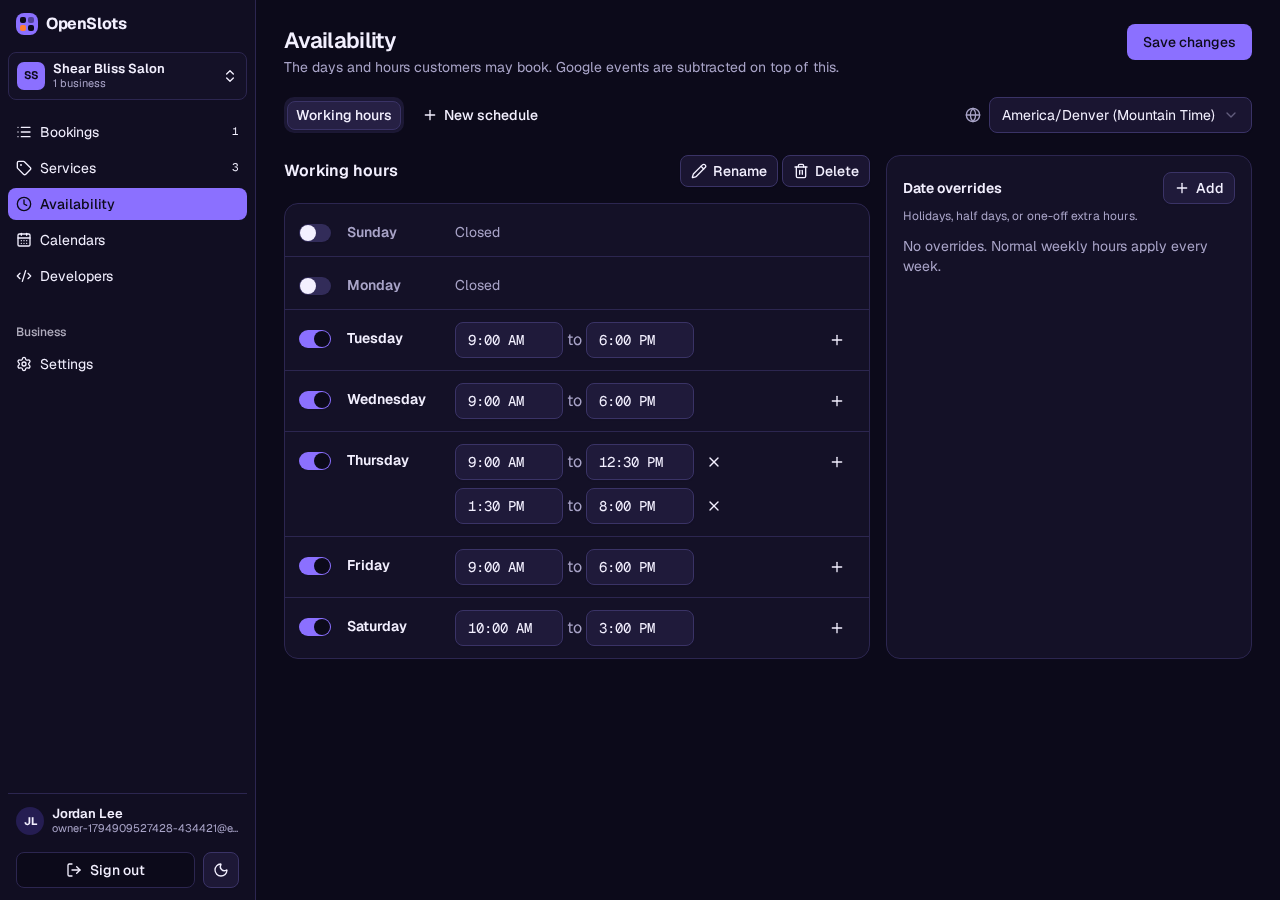 OpenSlots
SS
Shear Bliss Salon
1 business
Bookings 1
Services 3
Availability
Calendars
Developers
Business
Settings
JL
Jordan Lee
owner-1794909527428-434421@e…
Sign out
Availability
The days and hours customers may book. Google events are subtracted on top of this.
Save changes
Working hours
New schedule
America/Denver (Mountain Time)
Working hours
Rename
Delete
Sunday Closed
Monday Closed
Tuesday 9:00 AM to 6:00 PM
Wednesday 9:00 AM to 6:00 PM
Thursday 9:00 AM to 12:30 PM
1:30 PM to 8:00 PM
Friday 9:00 AM to 6:00 PM
Saturday 10:00 AM to 3:00 PM
Date overrides
Add
Holidays, half days, or one-off extra hours.
No overrides. Normal weekly hours apply every
week.